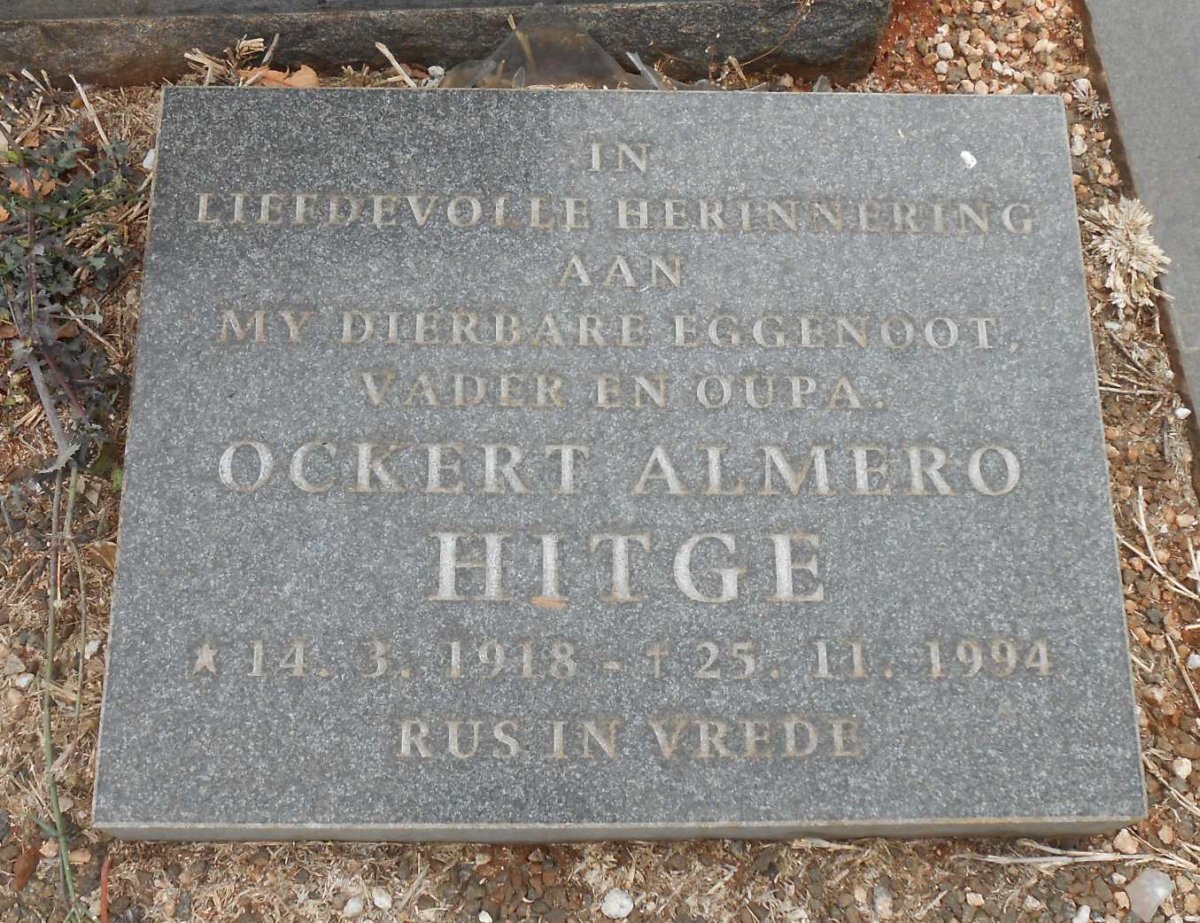 IN
LIEFDEVOLLE HERINNERING
AAN
MY DIERBARE EGGENOOT,
VADER EN OUPA.
OCKERT ALMERO
HITGE
★ 14. 3. 1918 - † 25. 11. 1994
RUS IN VREDE